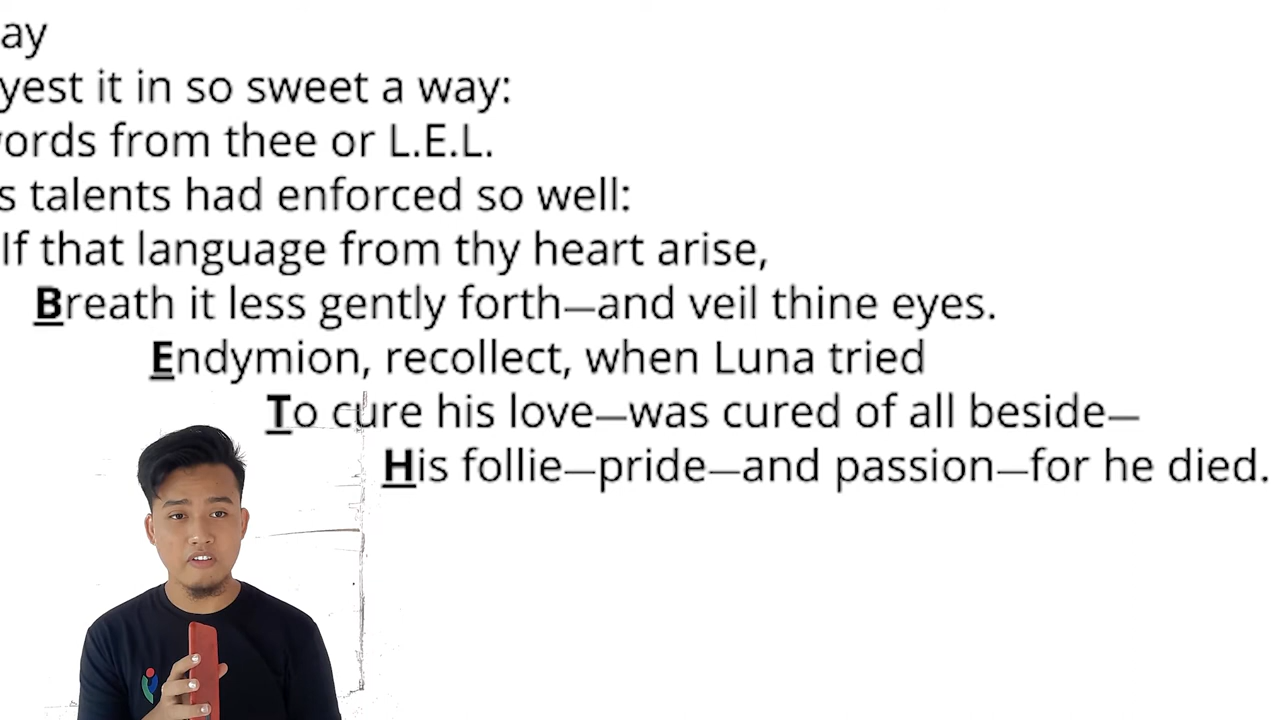 ay
yest it in so sweet a way:
ords from thee or L.E.L.
s talents had enforced so well:
If that language from thy heart arise,
Breath it less gently forth—and veil thine eyes.
Endymion, recollect, when Luna tried
To cure his love—was cured of all beside—
His follie—pride—and passion—for he died.